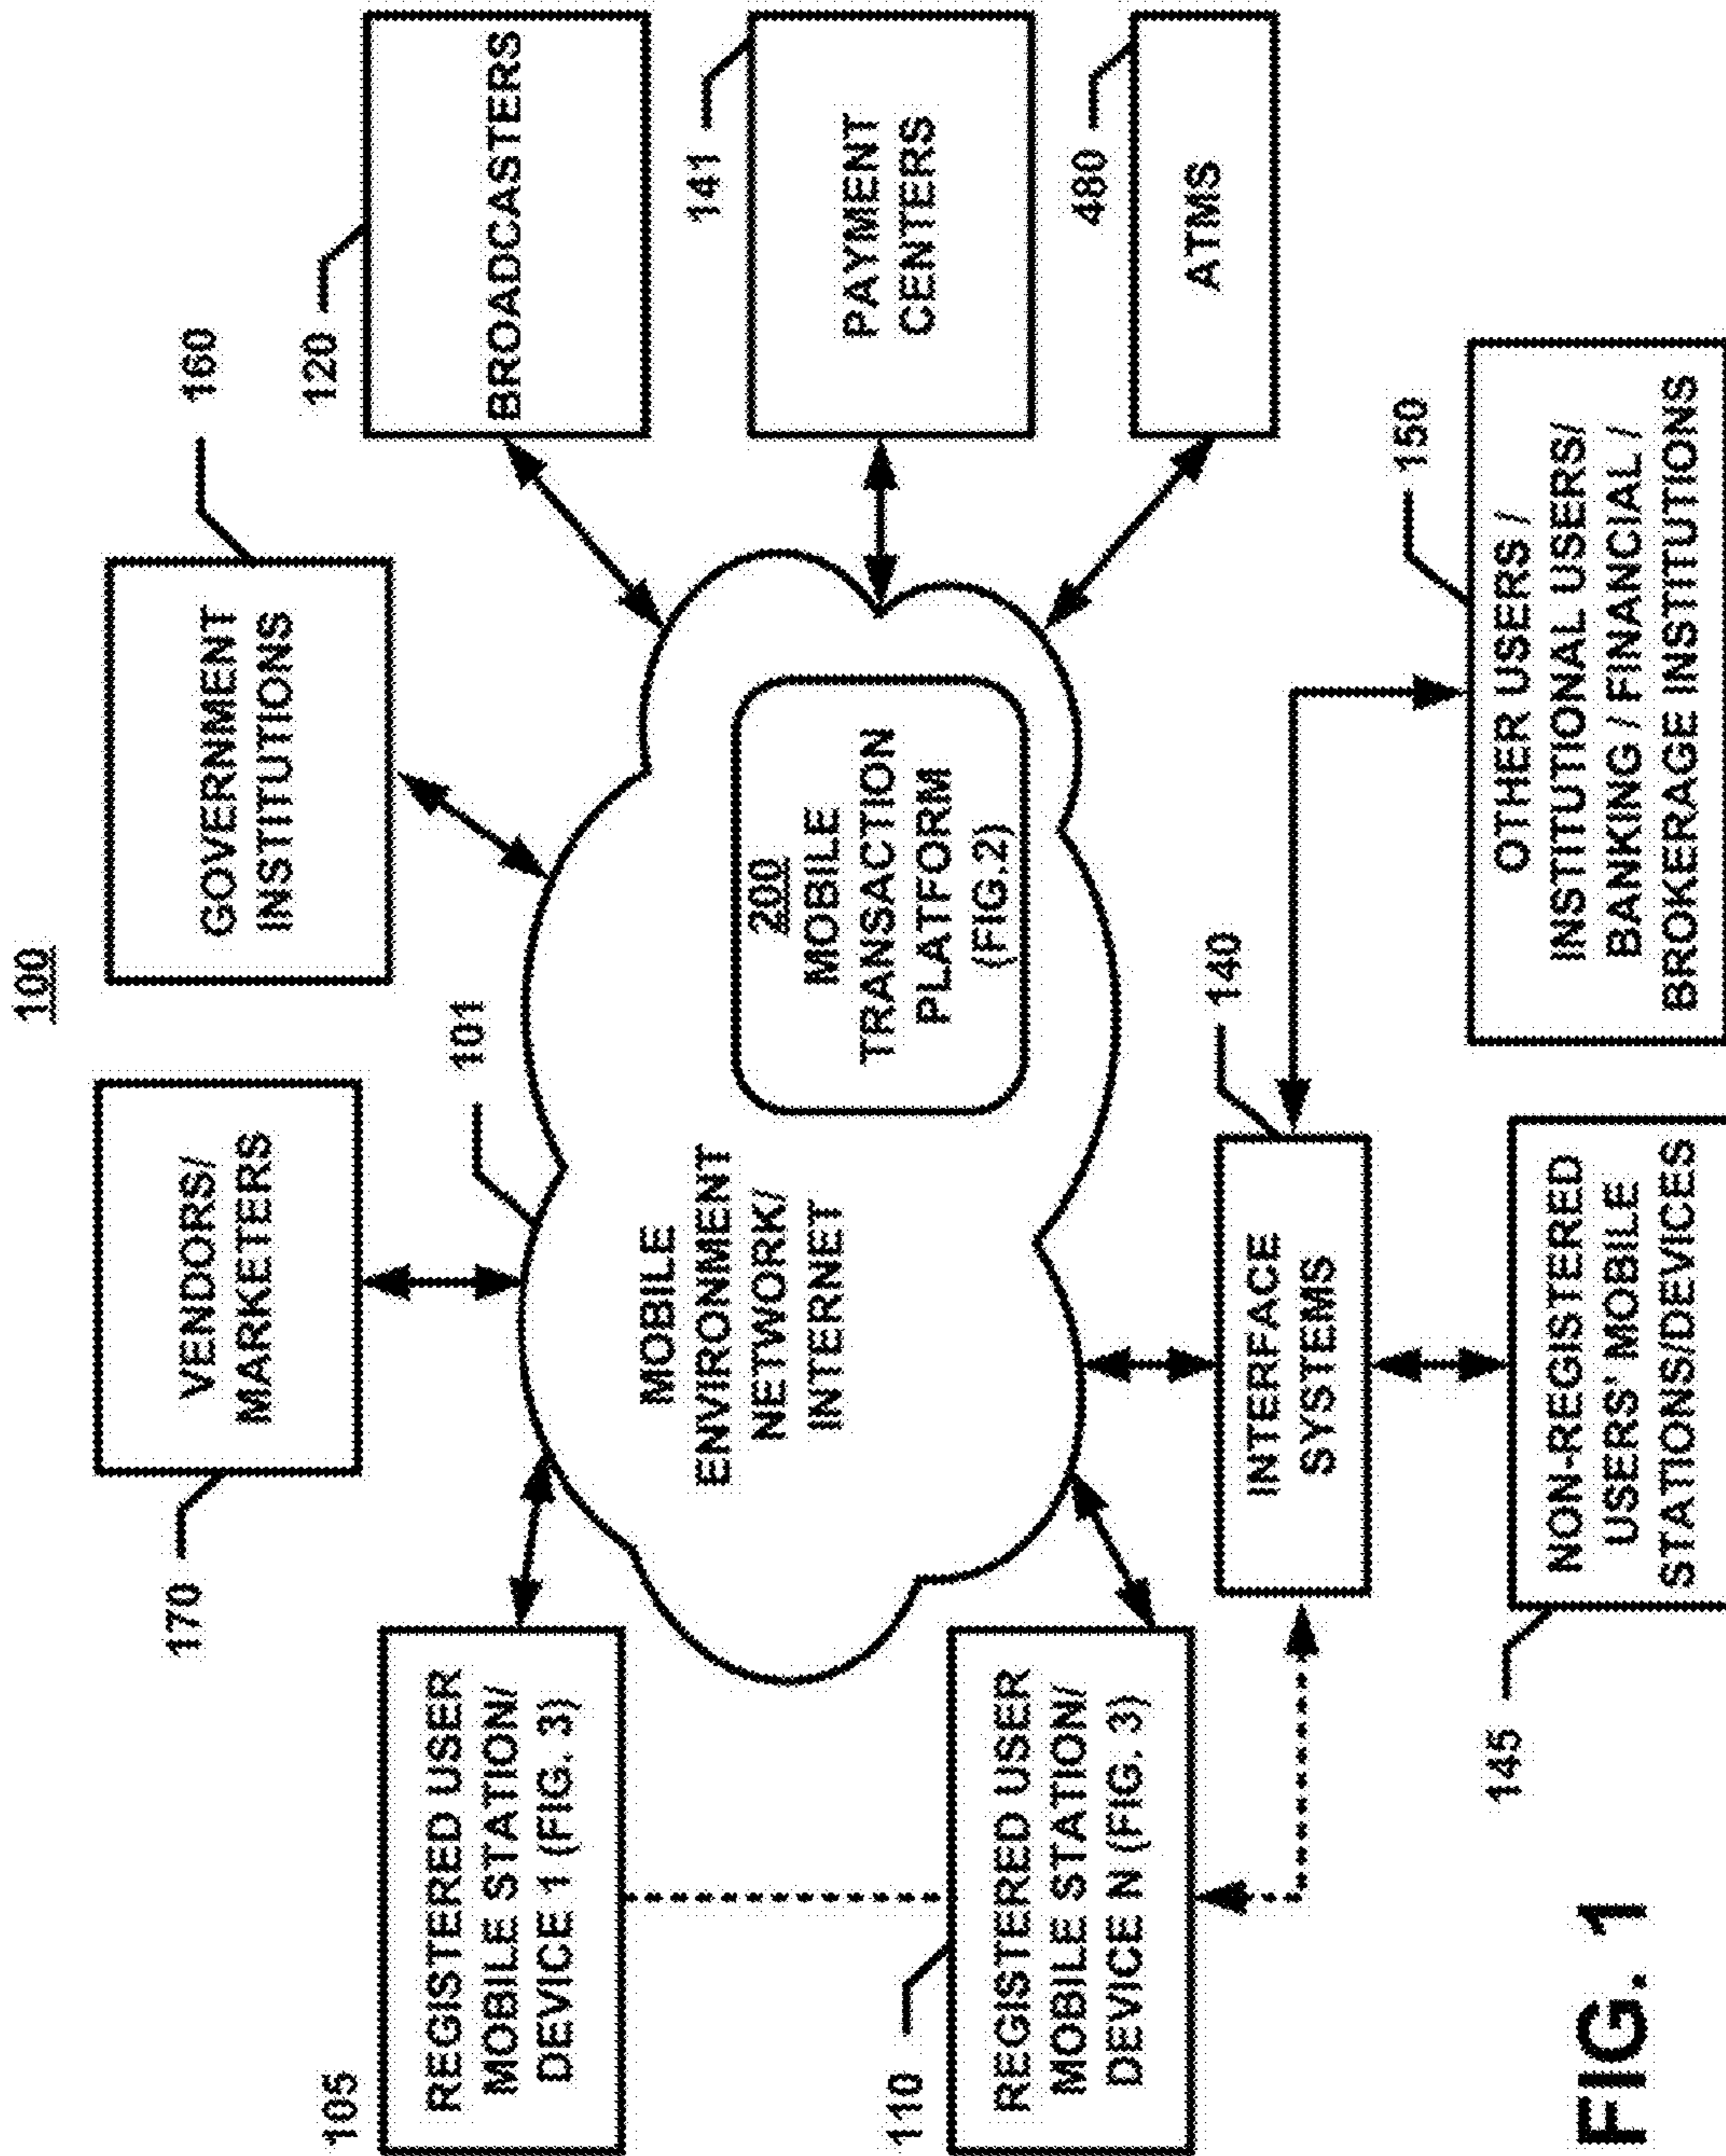 100
170
VENDORS/
MARKETERS
GOVERNMENT
INSTITUTIONS
160
105
REGISTERED USER
MOBILE STATION/
DEVICE 1 (FIG. 3)
101
120
BROADCASTERS
MOBILE
ENVIRONMENT
NETWORK/
INTERNET
200
MOBILE
TRANSACTION
PLATFORM
(FIG.2)
141
PAYMENT
CENTERS
110
REGISTERED USER
MOBILE STATION/
DEVICE N (FIG. 3)
480
ATMS
140
INTERFACE
SYSTEMS
150
OTHER USERS /
INSTITUTIONAL USERS/
BANKING / FINANCIAL /
BROKERAGE INSTITUTIONS
145
NON-REGISTERED
USERS' MOBILE
STATIONS/DEVICES
FIG. 1